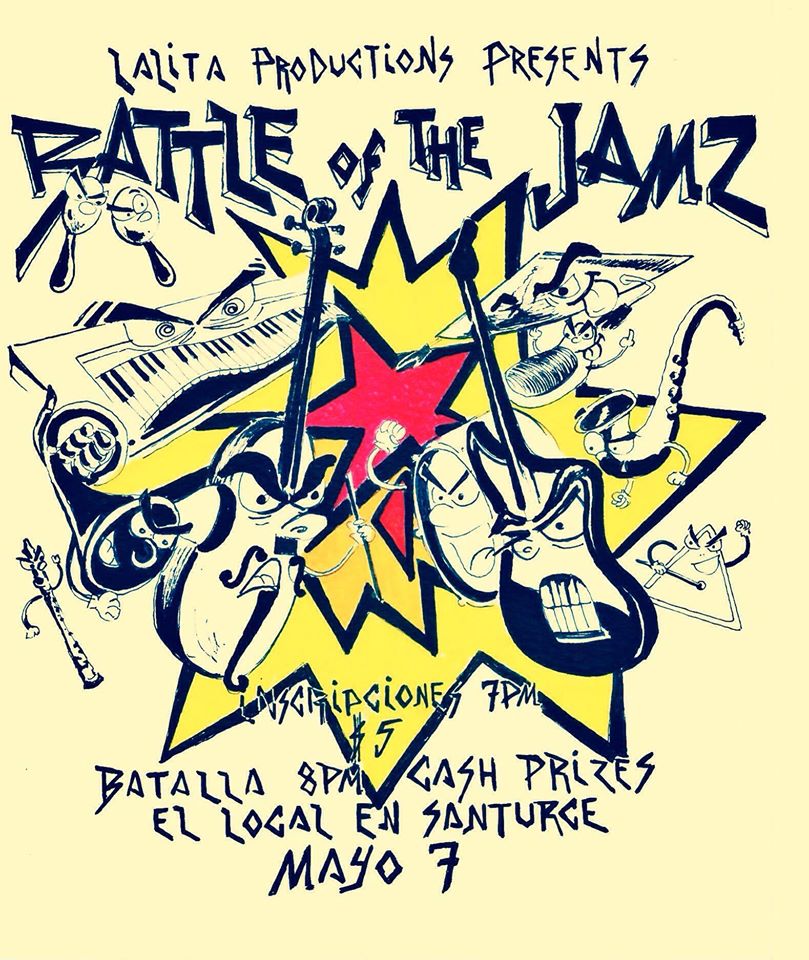 LALITA PRODUCTIONS PRESENTS
BATTLE OF THE JAMZ
INSCRIPCIONES 7PM
$5
BATALLA 8PM CASH PRIZES
EL LOCAL EN SANTURCE
MAYO 7